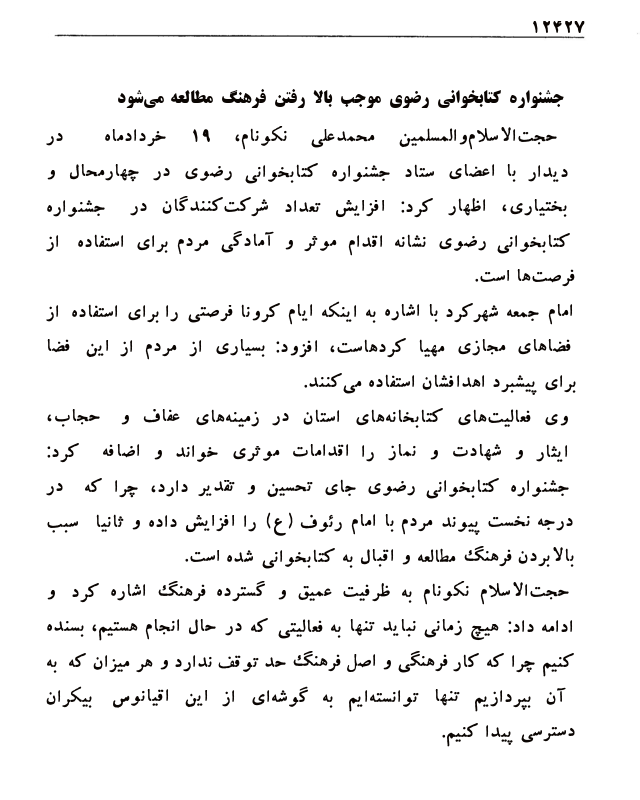 ۱۲۴۲۷
جشنواره کتابخوانی رضوی موجب بالا رفتن فرهنگ مطالعه می‌شود
حجت‌الاسلام‌والمسلمین محمدعلی نکونام، ۱۹ خردادماه در
دیدار با اعضای ستاد جشنواره کتابخوانی رضوی در چهارمحال و
بختیاری، اظهار کرد: افزایش تعداد شرکت‌کنندگان در جشنواره
کتابخوانی رضوی نشانه اقدام موثر و آمادگی مردم برای استفاده از
فرصت‌ها است.
امام جمعه شهرکرد با اشاره به اینکه ایام کرونا فرصتی را برای استفاده از
فضاهای مجازی مهیا کردهاست، افزود: بسیاری از مردم از این فضا
برای پیشبرد اهدافشان استفاده می‌کنند.
وی فعالیت‌های کتابخانه‌های استان در زمینه‌های عفاف و حجاب،
ایثار و شهادت و نماز را اقدامات موثری خواند و اضافه کرد:
جشنواره کتابخوانی رضوی جای تحسین و تقدیر دارد، چرا که در
درجه نخست پیوند مردم با امام رئوف (ع) را افزایش داده و ثانیا سبب
بالا بردن فرهنگ مطالعه و اقبال به کتابخوانی شده است.
حجت‌الاسلام نکونام به ظرفیت عمیق و گسترده فرهنگ اشاره کرد و
ادامه داد: هیچ زمانی نباید تنها به فعالیتی که در حال انجام هستیم، بسنده
کنیم چرا که کار فرهنگی و اصل فرهنگ حد توقف ندارد و هر میزان که به
آن بپردازیم تنها توانسته‌ایم به گوشه‌ای از این اقیانوس بیکران
دسترسی پیدا کنیم.